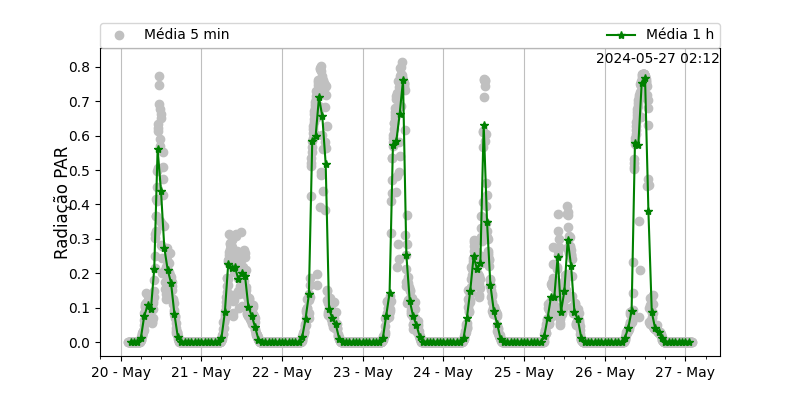 Média 5 min
Média 1 h
2024-05-27 02:12
Radiação PAR
0.8
0.7
0.6
0.5
0.4
0.3
0.2
0.1
0.0
20 - May
21 - May
22 - May
23 - May
24 - May
25 - May
26 - May
27 - May